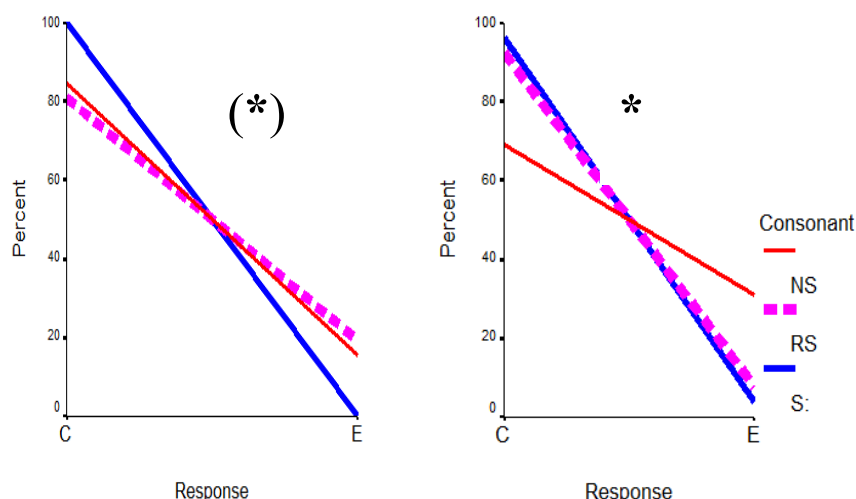 100
80
60
40
20
0
Percent
C E
Response
(*)
100
80
60
40
20
0
Percent
C E
Response
*
Consonant
NS
RS
S: